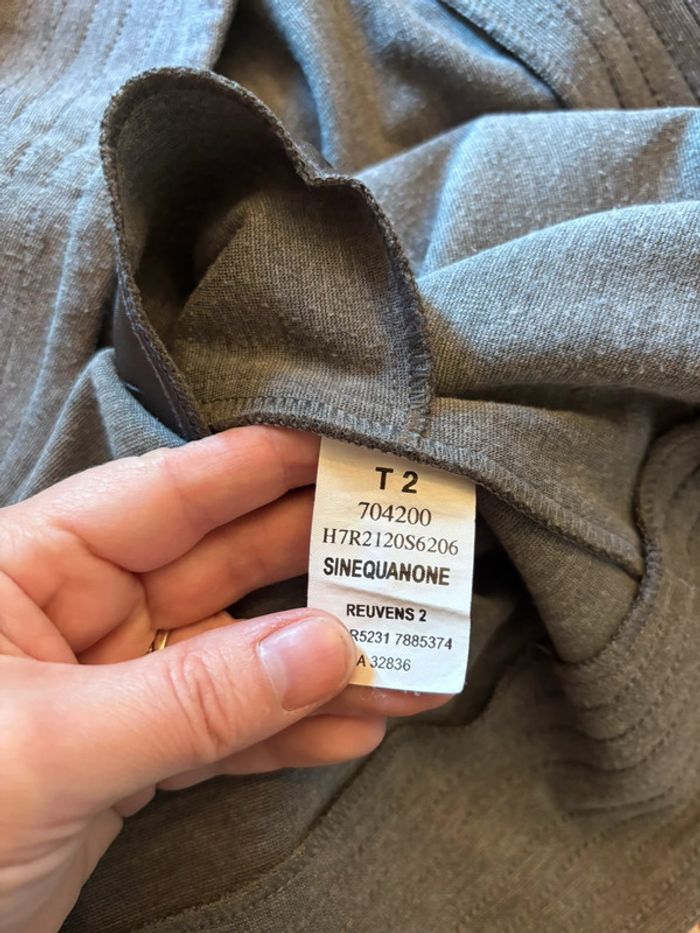 T 2
704200
H7R2120S6206
SINEQUANONE
REUVENS 2
R5231 7885374
A 32836